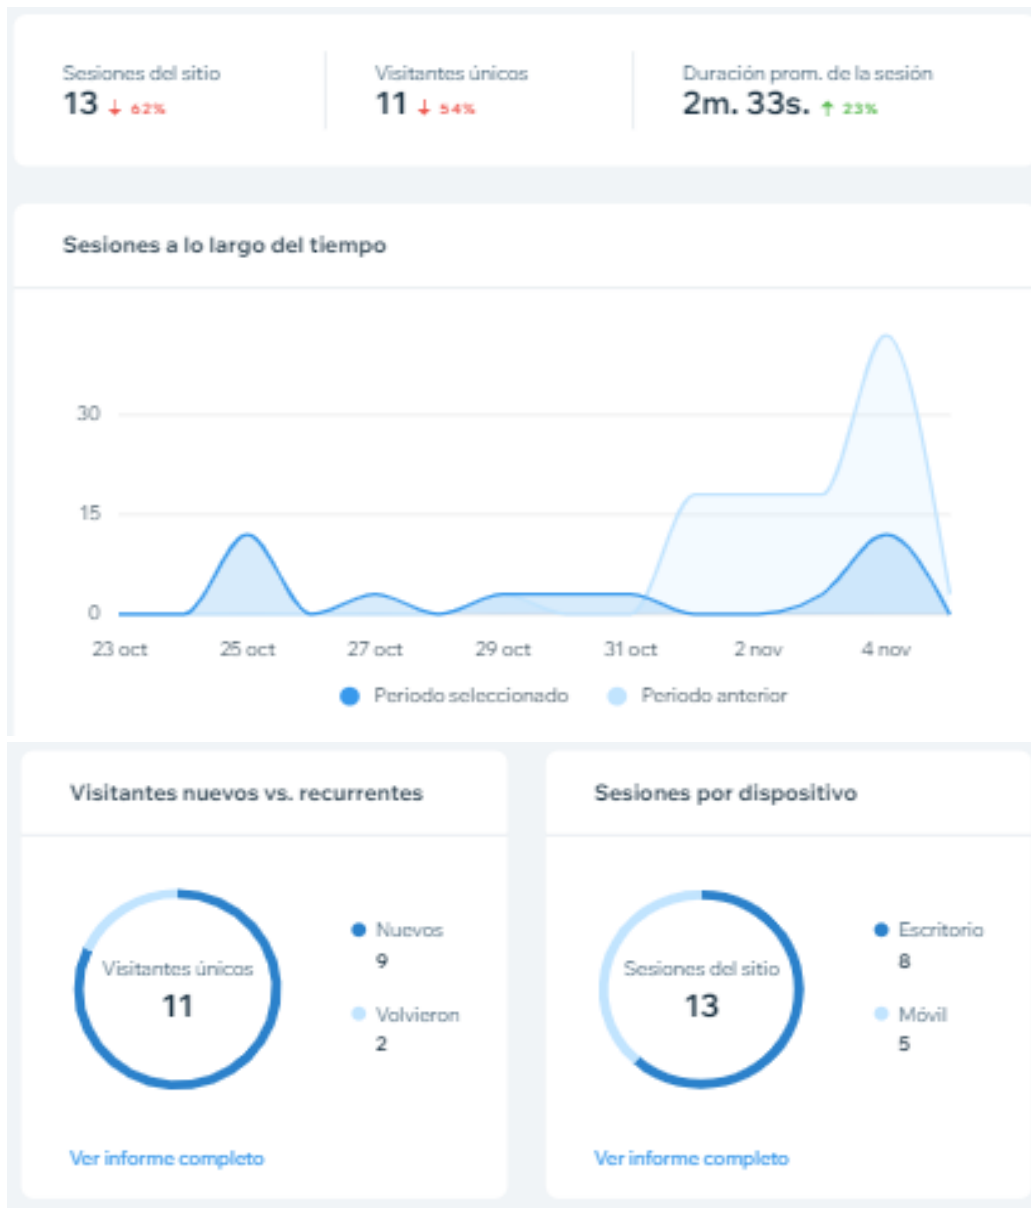 Sesiones del sitio
13 ↓ 62%
Visitantes únicos
11 ↓ 54%
Duración prom. de la sesión
2m. 33s. ↑ 23%
Sesiones a lo largo del tiempo
30
15
0
23 oct 25 oct 27 oct 29 oct 31 oct 2 nov 4 nov
Periodo seleccionado Periodo anterior
Visitantes nuevos vs. recurrentes
Visitantes únicos
11
Nuevos
9
Volvieron
2
Ver informe completo
Sesiones por dispositivo
Sesiones del sitio
13
Escritorio
8
Móvil
5
Ver informe completo